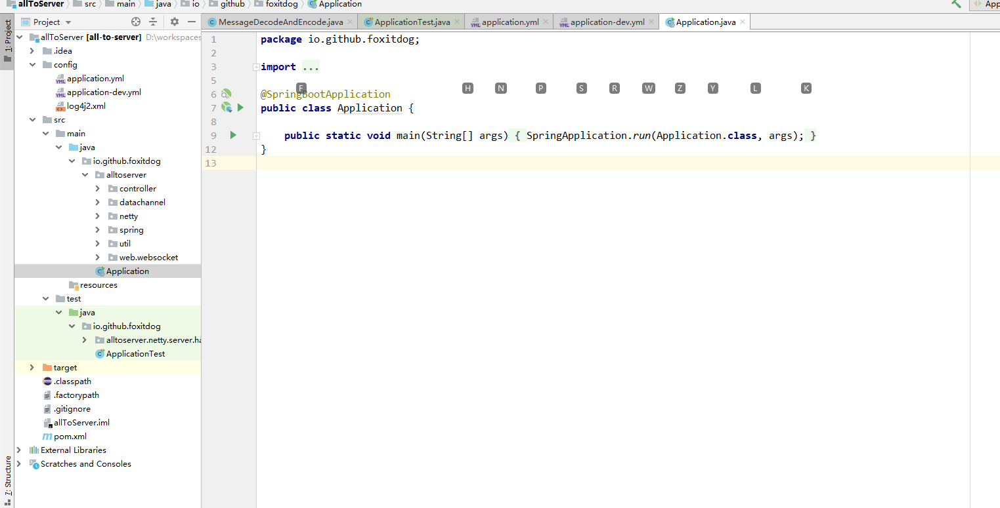 allToServer src main java io github foxitdog Application
1: Project
Project
MessageDecodeAndEncode.java ApplicationTest.java application.yml application-dev.yml Application.java
allToServer [all-to-server] D:\workspaces
.idea
config
application.yml
application-dev.yml
log4j2.xml
src
main
java
io.github.foxitdog
alltoserver
controller
datachannel
netty
spring
util
web.websocket
Application
resources
test
java
io.github.foxitdog
alltoserver.netty.server.ha
ApplicationTest
target
.classpath
.factorypath
.gitignore
allToServer.iml
pom.xml
External Libraries
Scratches and Consoles
7: Structure
1 package io.github.foxitdog;
2
3 import ...
5
F H N P S R W Z Y L K
6 @SpringBootApplication
7 public class Application {
8
9 public static void main(String[] args) { SpringApplication.run(Application.class, args); }
12 }
13